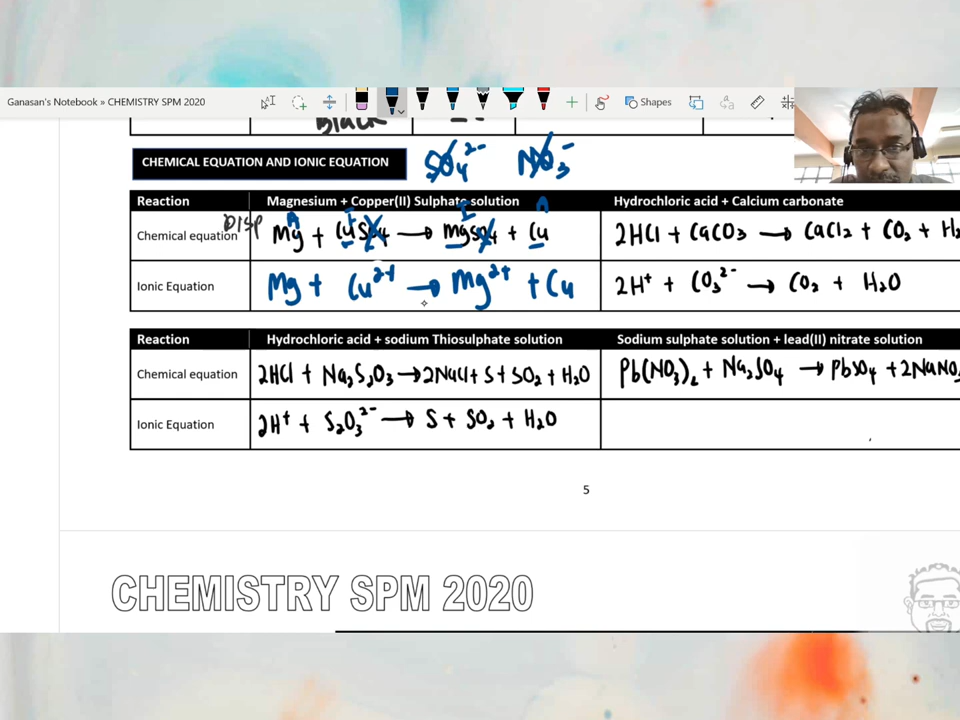 Ganasan's Notebook » CHEMISTRY SPM 2020
Shapes
Black
CHEMICAL EQUATION AND IONIC EQUATION SO₄²⁻ NO₃⁻
Reaction Magnesium + Copper(II) Sulphate solution Hydrochloric acid + Calcium carbonate
DISP A I I A
Chemical equation Mg + CuSO₄ → MgSO₄ + Cu 2HCl + CaCO₃ → CaCl₂ + CO₂ + H₂
Ionic Equation Mg + Cu²⁺ → Mg²⁺ + Cu 2H⁺ + CO₃²⁻ → CO₂ + H₂O
Reaction Hydrochloric acid + sodium Thiosulphate solution Sodium sulphate solution + lead(II) nitrate solution
Chemical equation 2HCl + Na₂S₂O₃ → 2NaCl + S + SO₂ + H₂O Pb(NO₃)₂ + Na₂SO₄ → PbSO₄ + 2NaNO₃
Ionic Equation 2H⁺ + S₂O₃²⁻ → S + SO₂ + H₂O
5
CHEMISTRY SPM 2020